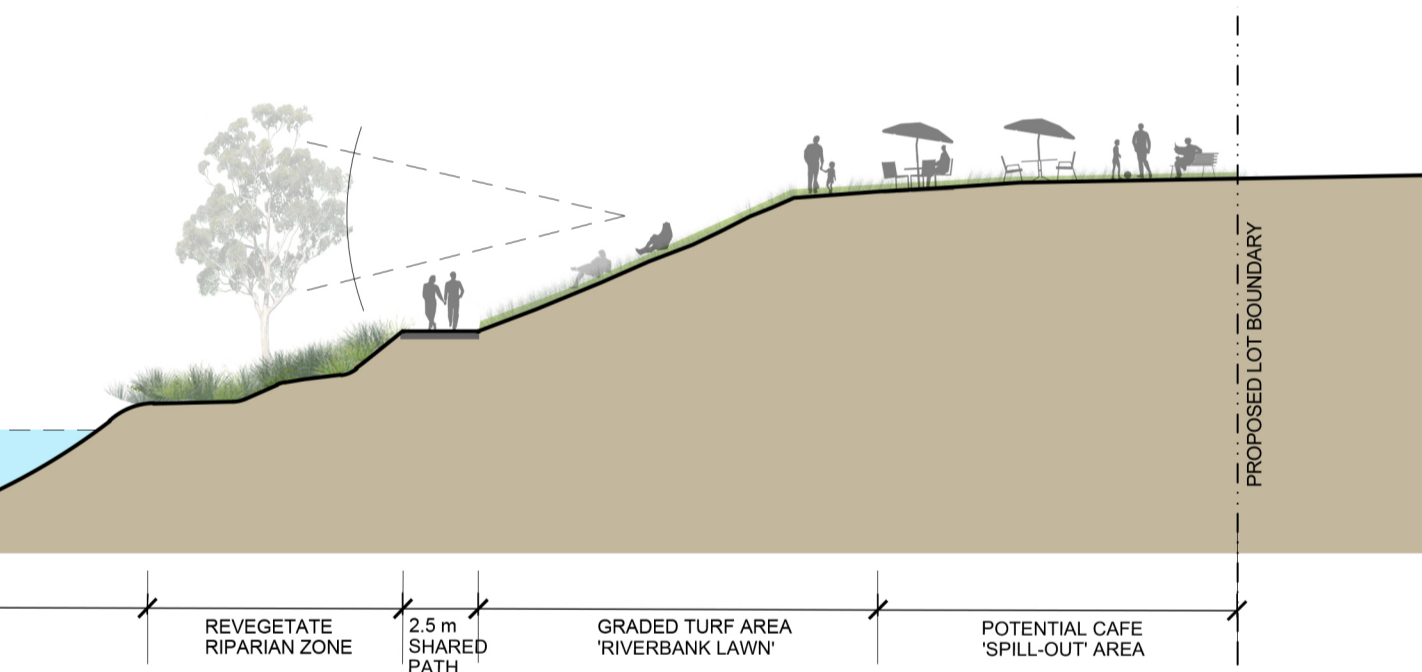 PROPOSED LOT BOUNDARY
REVEGETATE
RIPARIAN ZONE
2.5 m
SHARED
PATH
GRADED TURF AREA
'RIVERBANK LAWN'
POTENTIAL CAFE
'SPILL-OUT' AREA